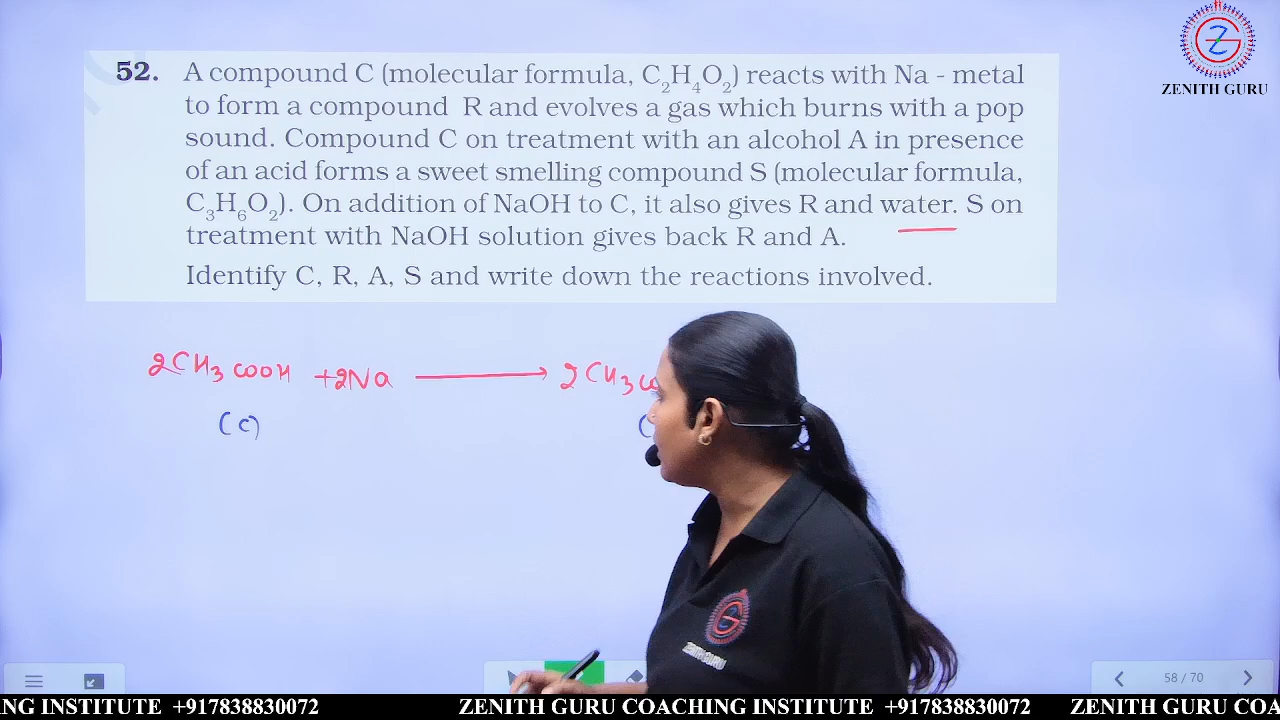 ZENITH GURU
52. A compound C (molecular formula, C₂H₄O₂) reacts with Na - metal
to form a compound R and evolves a gas which burns with a pop
sound. Compound C on treatment with an alcohol A in presence
of an acid forms a sweet smelling compound S (molecular formula,
C₃H₆O₂). On addition of NaOH to C, it also gives R and water. S on
treatment with NaOH solution gives back R and A.
Identify C, R, A, S and write down the reactions involved.
2CH₃COOH + 2Na ⟶ 2CH₃CO
(C) (
ZENITH GURU
58 / 70
NG INSTITUTE +917838830072 ZENITH GURU COACHING INSTITUTE +917838830072 ZENITH GURU COA